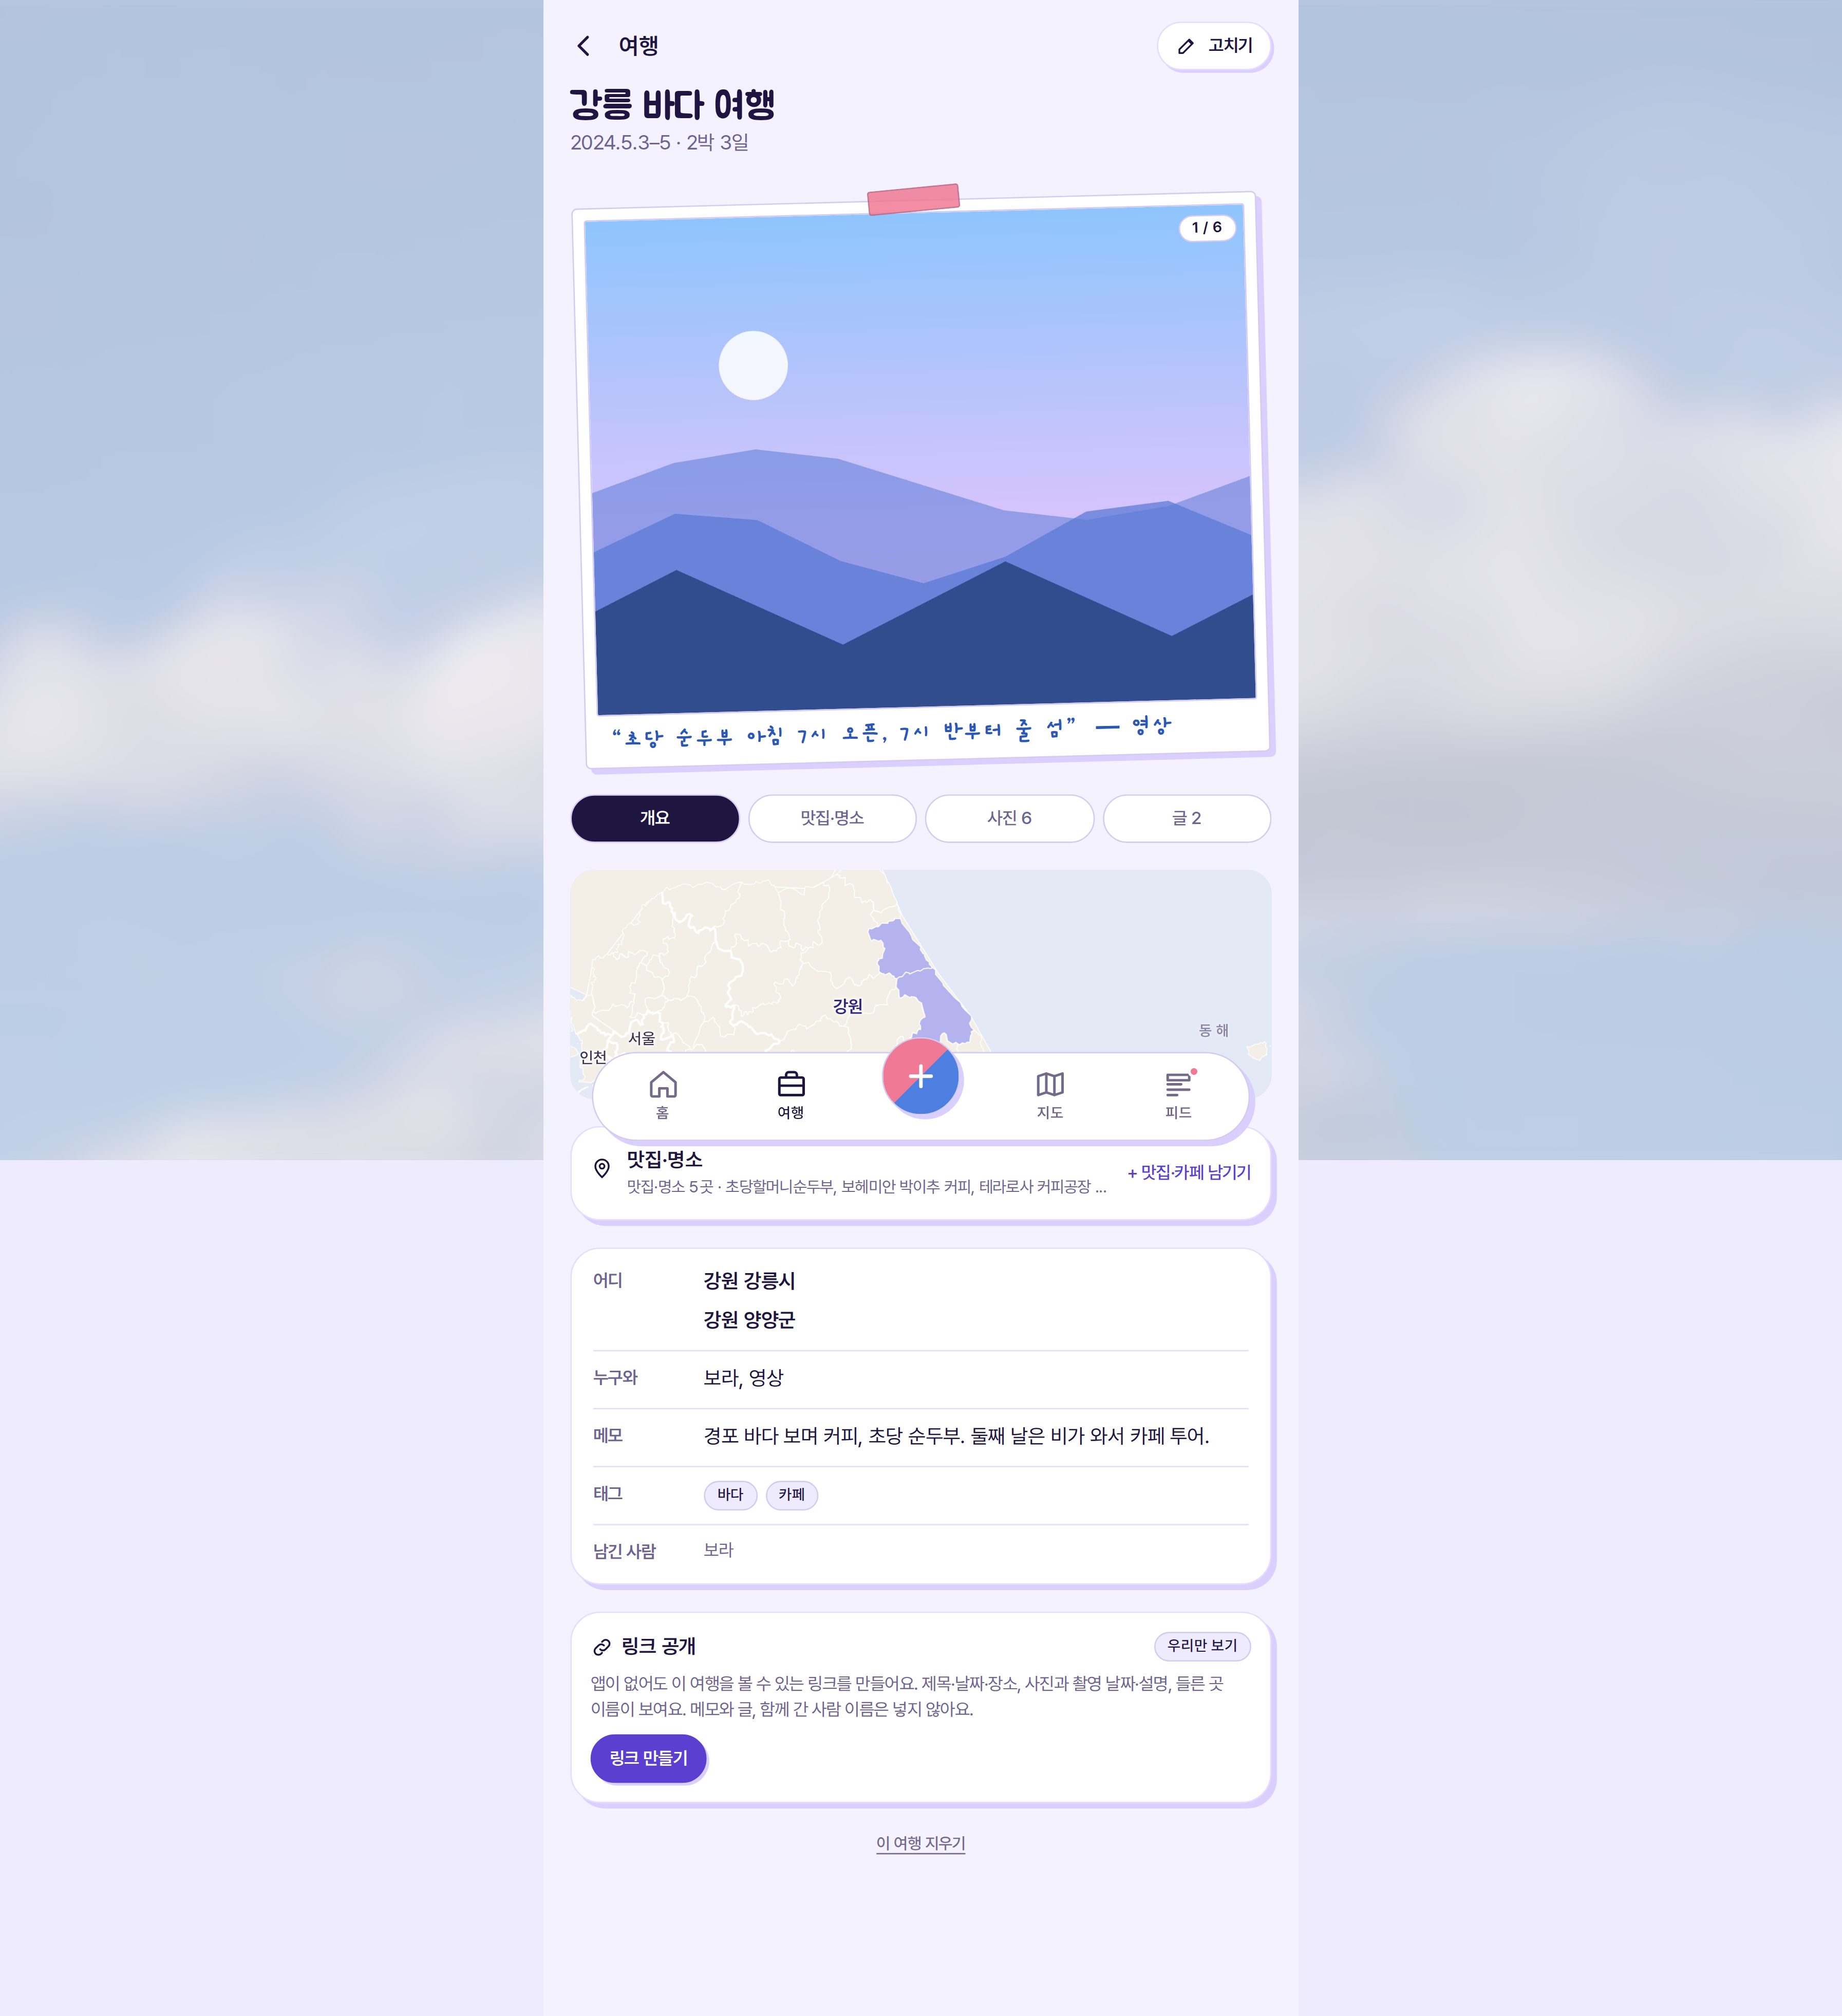 여행
고치기
강릉 바다 여행
2024.5.3–5 · 2박 3일
1 / 6
“초당 순두부 아침 7시 오픈, 7시 반부터 줄 섬” — 영상
개요
맛집·명소
사진 6
글 2
강원
서울
인천
동 해
홈
여행
지도
피드
맛집·명소
맛집·명소 5곳 · 초당할머니순두부, 보헤미안 박이추 커피, 테라로사 커피공장 ...
+ 맛집·카페 남기기
어디
강원 강릉시
강원 양양군
누구와
보라, 영상
메모
경포 바다 보며 커피, 초당 순두부. 둘째 날은 비가 와서 카페 투어.
태그
바다
카페
남긴 사람
보라
링크 공개
우리만 보기
앱이 없어도 이 여행을 볼 수 있는 링크를 만들어요. 제목·날짜·장소, 사진과 촬영 날짜·설명, 들른 곳
이름이 보여요. 메모와 글, 함께 간 사람 이름은 넣지 않아요.
링크 만들기
이 여행 지우기